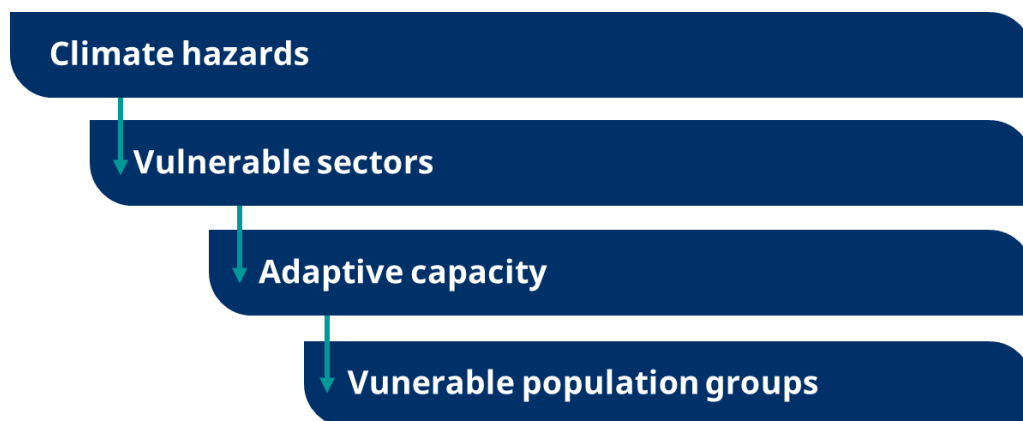 Climate hazards
Vulnerable sectors
Adaptive capacity
Vunerable population groups